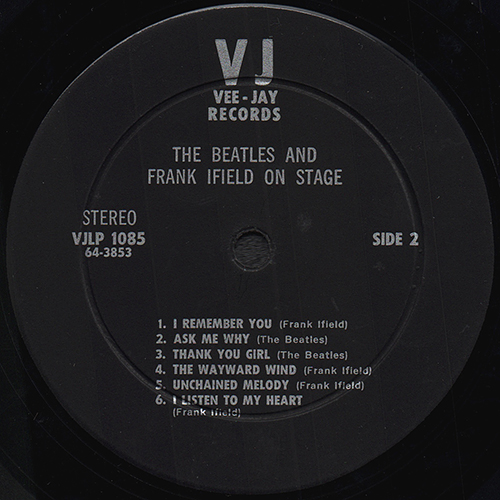 VJ
VEE-JAY
RECORDS
THE BEATLES AND
FRANK IFIELD ON STAGE
STEREO
VJLP 1085
64-3853
SIDE 2
1. I REMEMBER YOU (Frank Ifield)
2. ASK ME WHY (The Beatles)
3. THANK YOU GIRL (The Beatles)
4. THE WAYWARD WIND (Frank Ifield)
5. UNCHAINED MELODY (Frank Ifield)
6. I LISTEN TO MY HEART
(Frank Ifield)